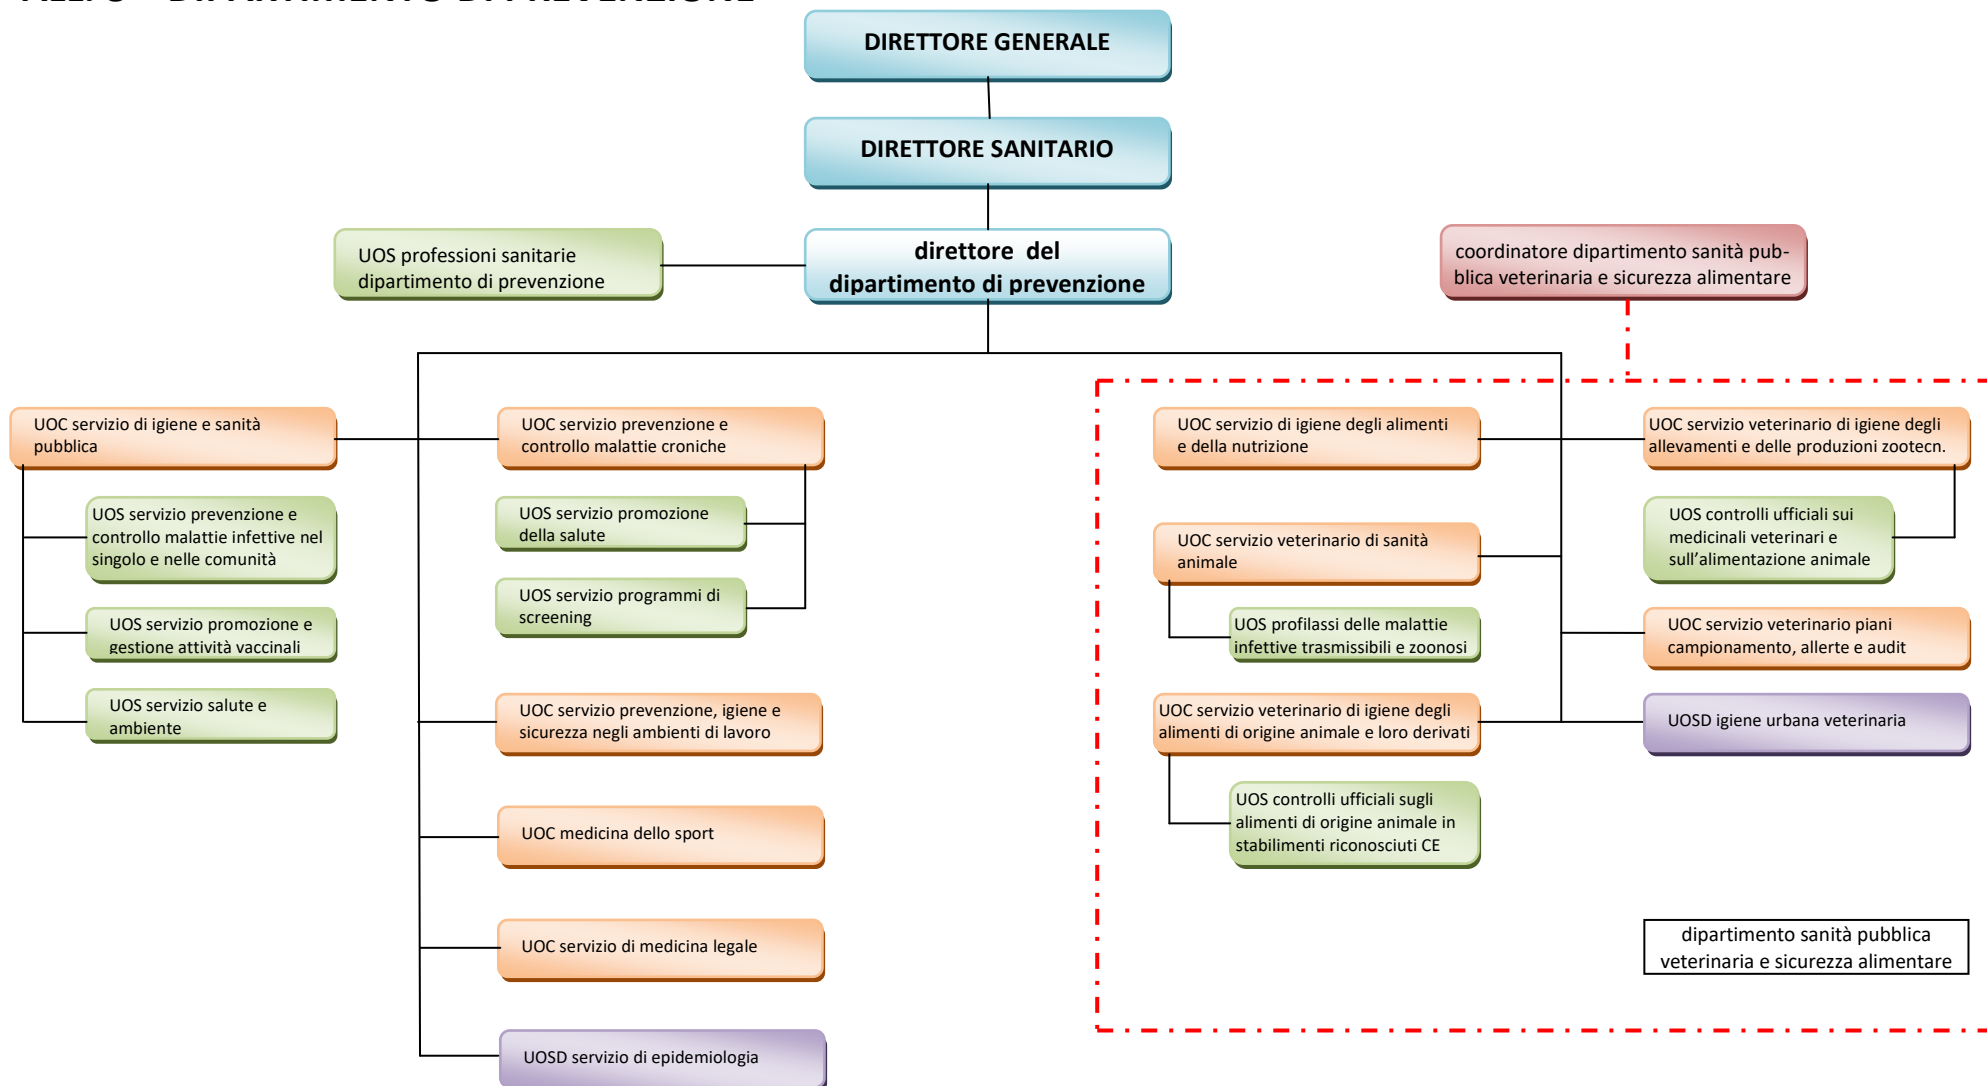 DIPARTIMENTO DI PREVENZIONE
DIRETTORE GENERALE
DIRETTORE SANITARIO
UOS professioni sanitarie
dipartimento di prevenzione
direttore del
dipartimento di prevenzione
coordinatore dipartimento sanità pub-
blica veterinaria e sicurezza alimentare
UOC servizio di igiene e sanità
pubblica
UOS servizio prevenzione e
controllo malattie infettive nel
singolo e nelle comunità
UOS servizio promozione e
gestione attività vaccinali
UOS servizio salute e
ambiente
UOC servizio prevenzione e
controllo malattie croniche
UOS servizio promozione
della salute
UOS servizio programmi di
screening
UOC servizio prevenzione, igiene e
sicurezza negli ambienti di lavoro
UOC medicina dello sport
UOC servizio di medicina legale
UOSD servizio di epidemiologia
UOC servizio di igiene degli alimenti
e della nutrizione
UOC servizio veterinario di sanità
animale
UOS profilassi delle malattie
infettive trasmissibili e zoonosi
UOC servizio veterinario di igiene degli
alimenti di origine animale e loro derivati
UOS controlli ufficiali sugli
alimenti di origine animale in
stabilimenti riconosciuti CE
UOC servizio veterinario di igiene degli
allevamenti e delle produzioni zootecn.
UOS controlli ufficiali sui
medicinali veterinari e
sull’alimentazione animale
UOC servizio veterinario piani
campionamento, allerte e audit
UOSD igiene urbana veterinaria
dipartimento sanità pubblica
veterinaria e sicurezza alimentare